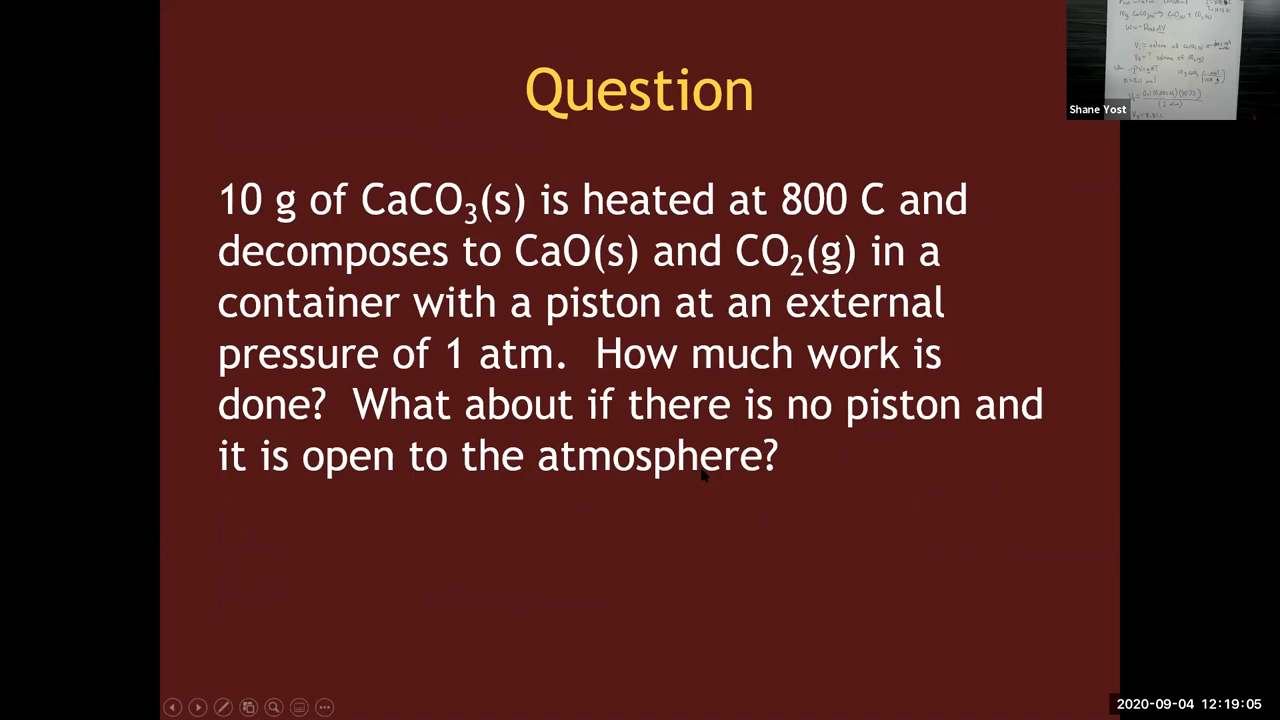 Question
10 g of CaCO₃(s) is heated at 800 C and
decomposes to CaO(s) and CO₂(g) in a
container with a piston at an external
pressure of 1 atm.  How much work is
done?  What about if there is no piston and
it is open to the atmosphere?
Shane Yost
2020-09-04 12:19:05